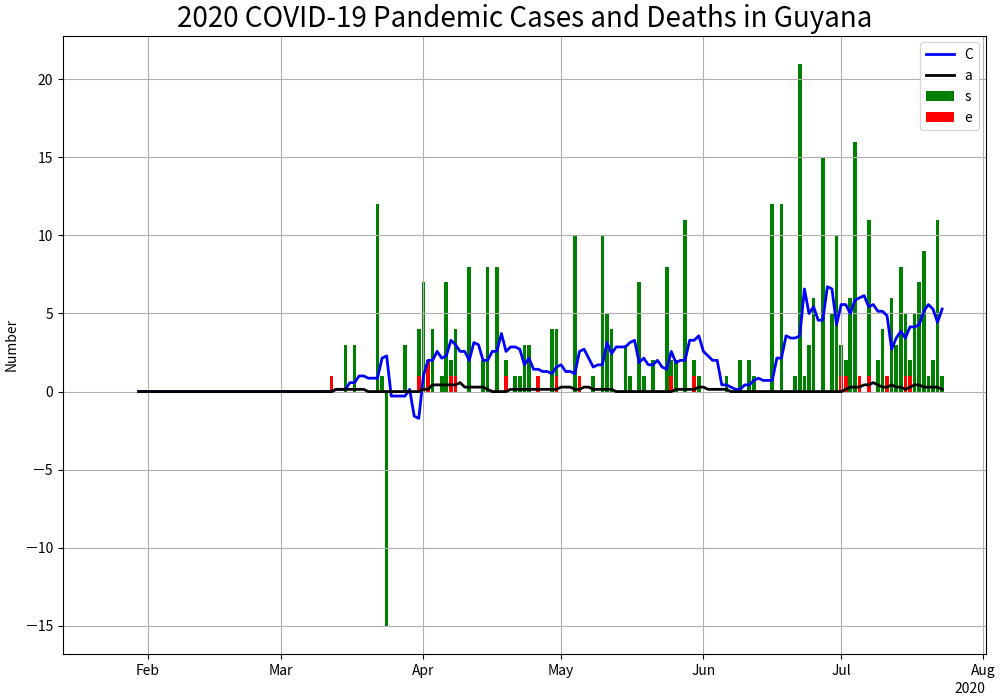 2020 COVID-19 Pandemic Cases and Deaths in Guyana
C
a
s
e
Number
20
15
10
5
0
−5
−10
−15
Feb Mar Apr May Jun Jul Aug
2020